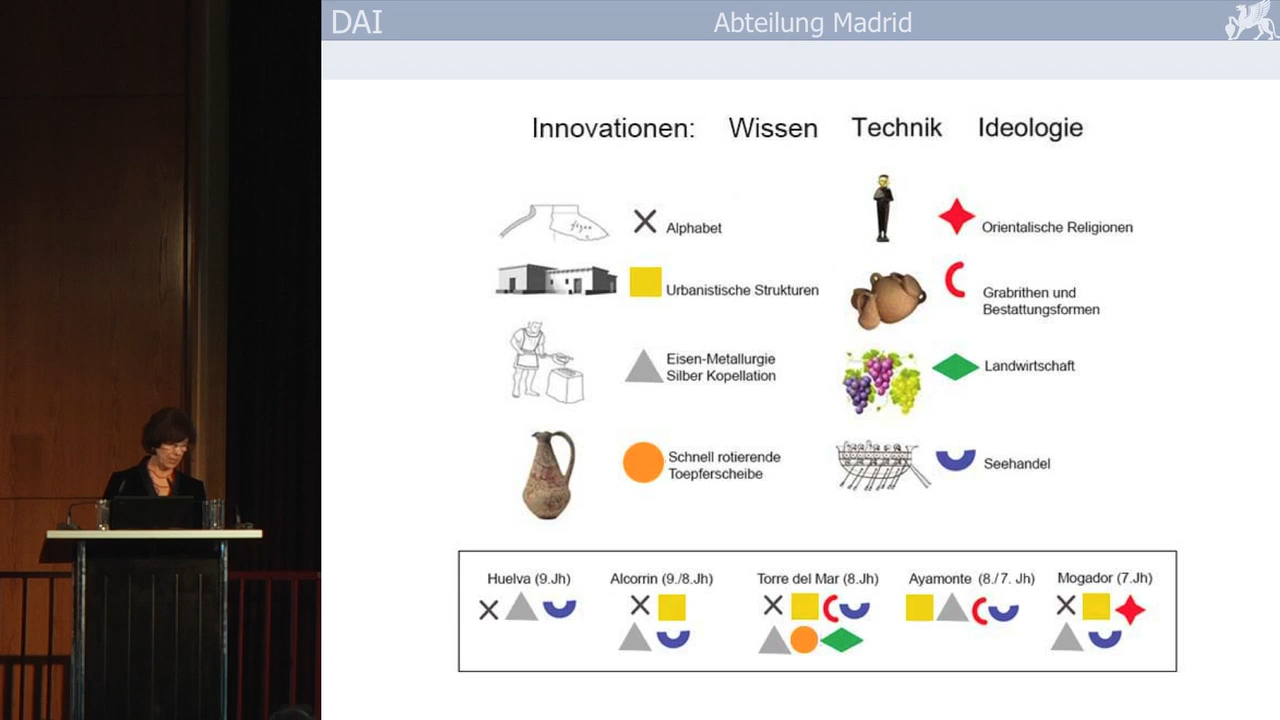 DAI
Abteilung Madrid
Innovationen: Wissen Technik Ideologie
Alphabet
Urbanistische Strukturen
Eisen-Metallurgie
Silber Kopellation
Schnell rotierende
Toepferscheibe
Orientalische Religionen
Grabrithen und
Bestattungsformen
Landwirtschaft
Seehandel
Huelva (9.Jh)
Alcorrin (9./8.Jh)
Torre del Mar (8.Jh)
Ayamonte (8./7. Jh)
Mogador (7.Jh)